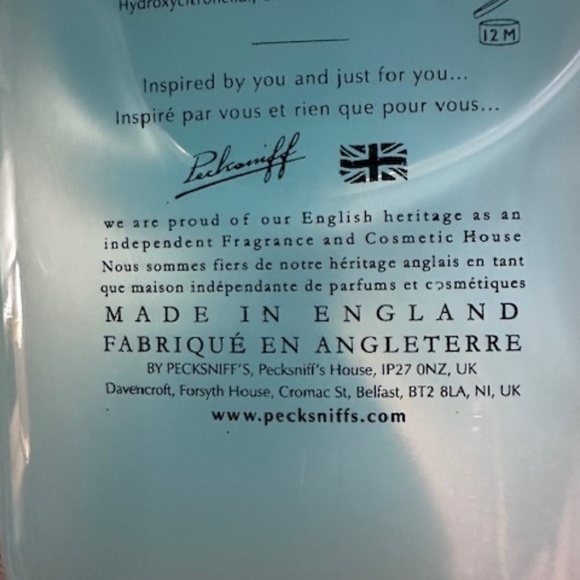 12 M
Inspired by you and just for you...
Inspiré par vous et rien que pour vous...
Pecksniff
we are proud of our English heritage as an
independent Fragrance and Cosmetic House
Nous sommes fiers de notre héritage anglais en tant
que maison indépendante de parfums et cosmétiques
MADE IN ENGLAND
FABRIQUÉ EN ANGLETERRE
BY PECKSNIFF'S, Pecksniff's House, IP27 0NZ, UK
Davencroft, Forsyth House, Cromac St, Belfast, BT2 8LA, NI, UK
www.pecksniffs.com